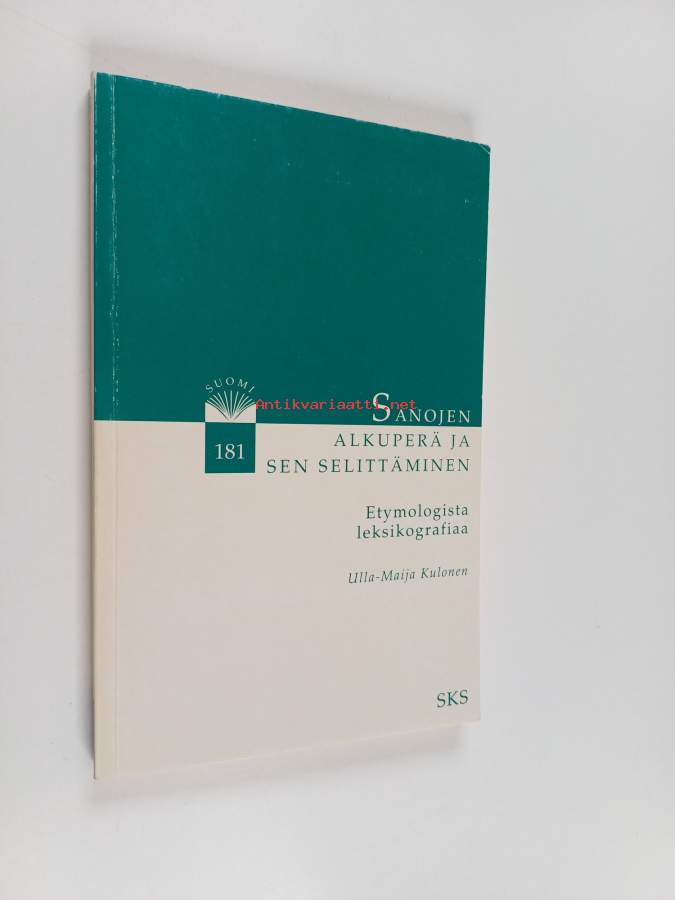 SUOMI
Antikvariaatti.net
181
SANOJEN
ALKUPERÄ JA
SEN SELITTÄMINEN
Etymologista
leksikografiaa
Ulla-Maija Kulonen
SKS